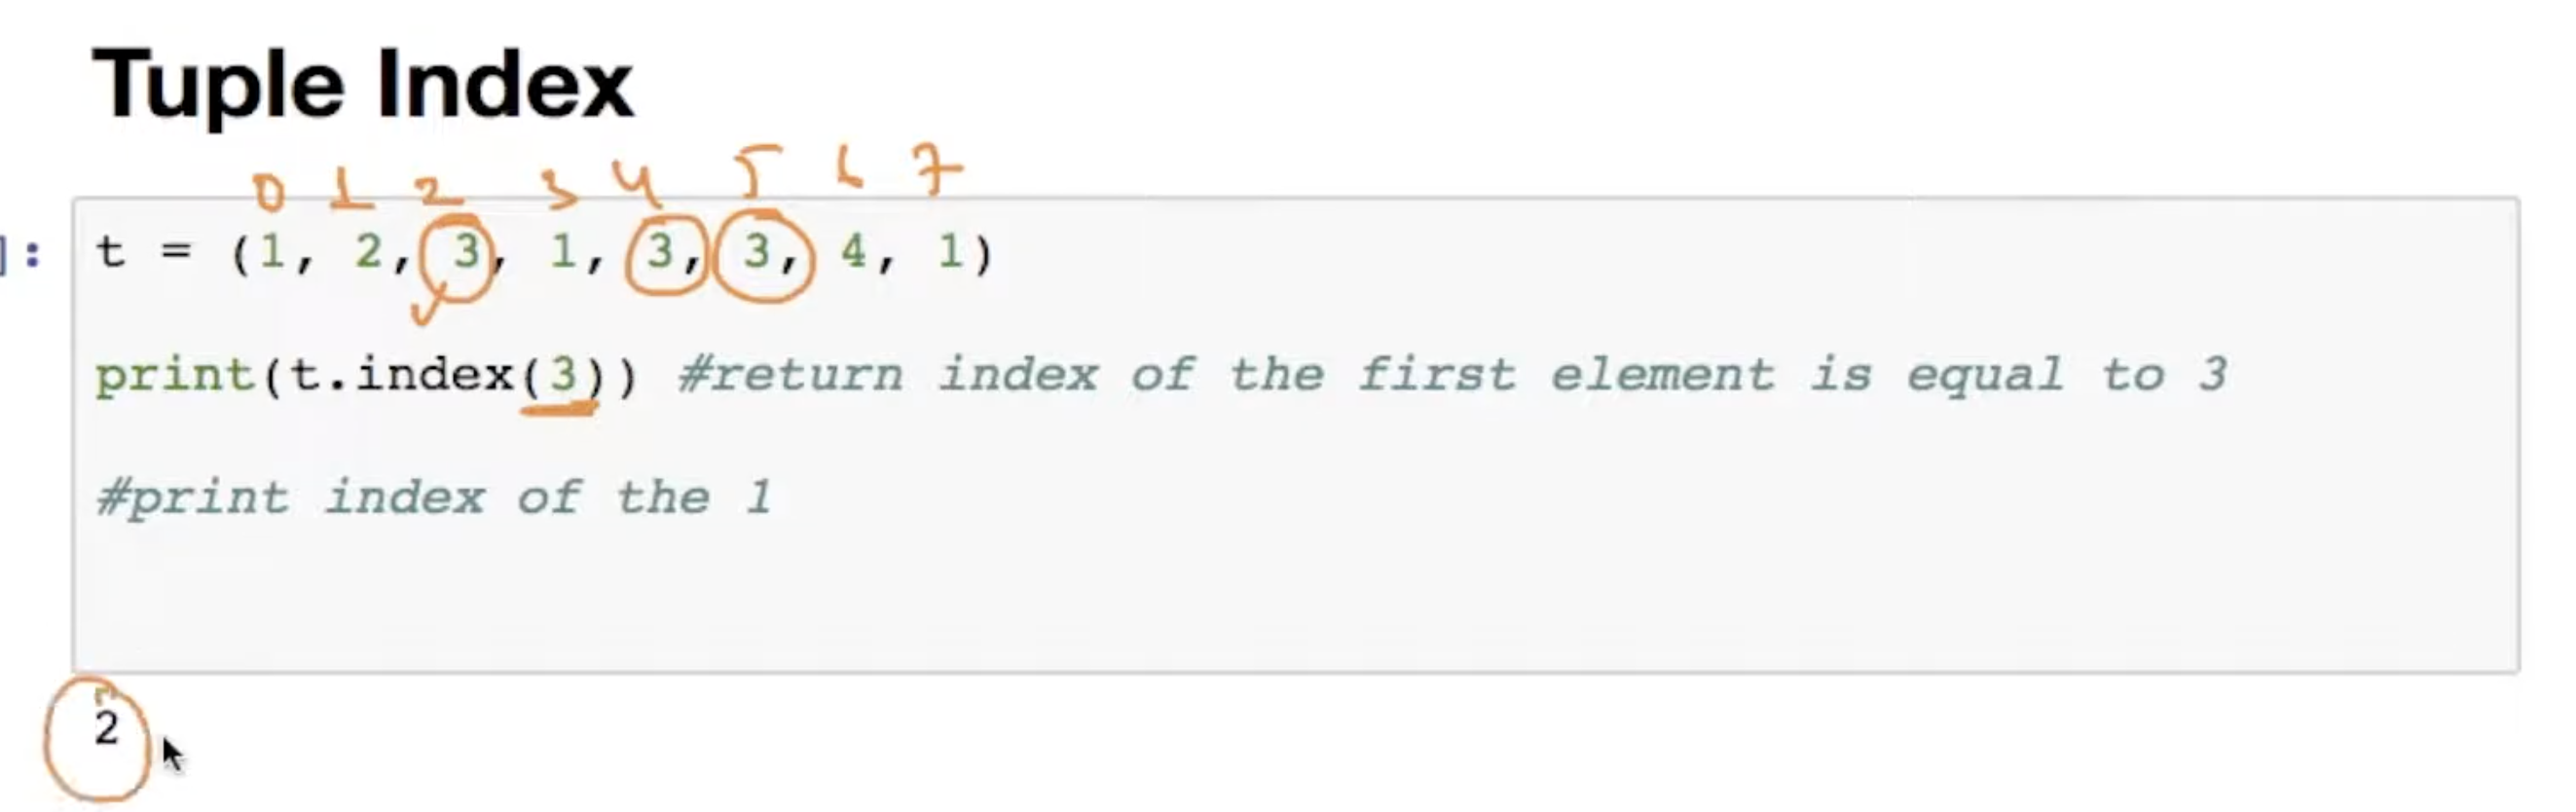 Tuple Index
0 1 2 3 4 5 6 7
]: t = (1, 2, 3, 1, 3, 3, 4, 1)
print(t.index(3)) #return index of the first element is equal to 3
#print index of the 1
2